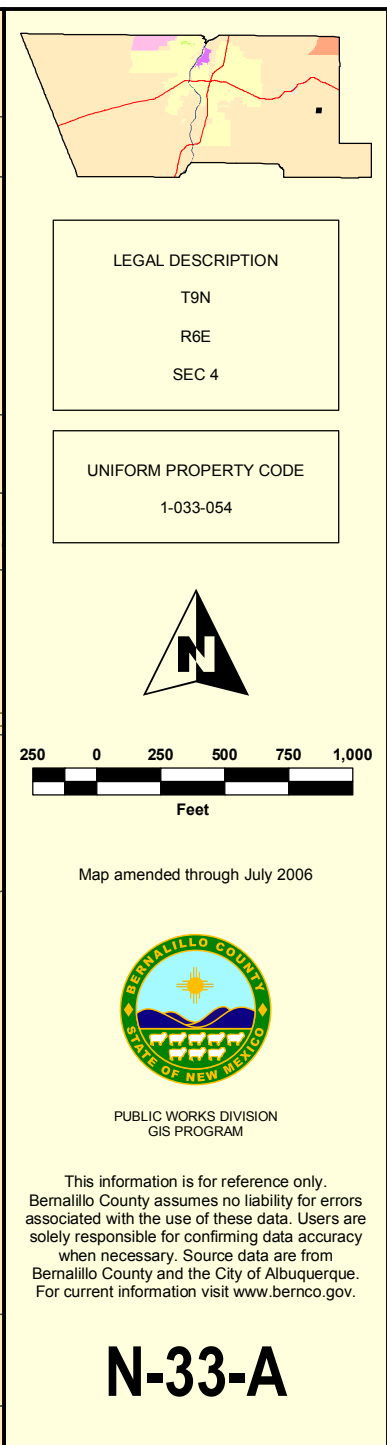 LEGAL DESCRIPTION
T9N
R6E
SEC 4
UNIFORM PROPERTY CODE
1-033-054
N
250 0 250 500 750 1,000
Feet
Map amended through July 2006
BERNALILLO COUNTY
STATE OF NEW MEXICO
PUBLIC WORKS DIVISION
GIS PROGRAM
This information is for reference only.
Bernalillo County assumes no liability for errors
associated with the use of these data. Users are
solely responsible for confirming data accuracy
when necessary. Source data are from
Bernalillo County and the City of Albuquerque.
For current information visit www.bernco.gov.
N-33-A